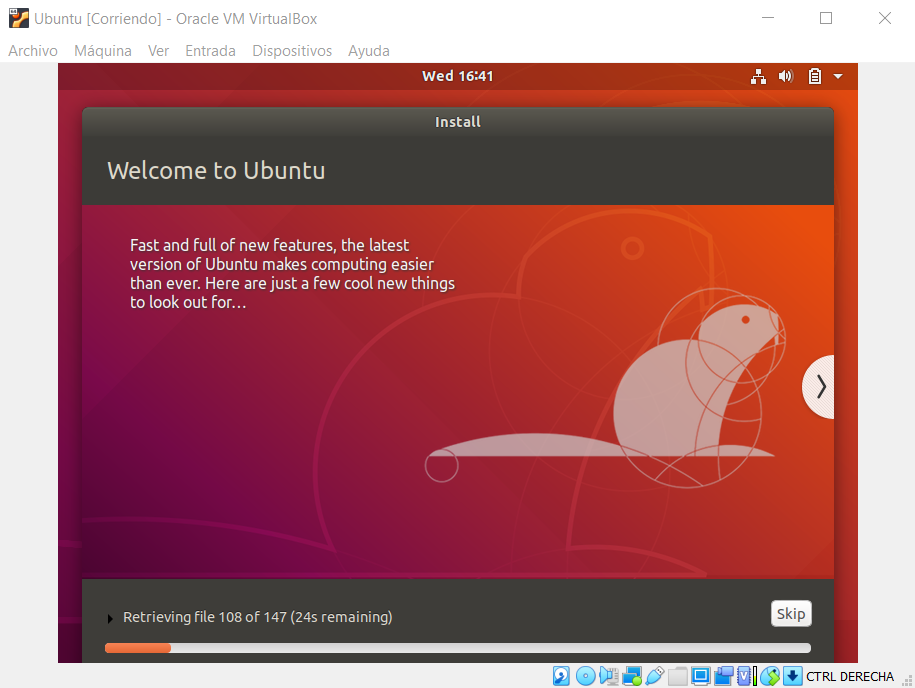 Ubuntu [Corriendo] - Oracle VM VirtualBox
Archivo Máquina Ver Entrada Dispositivos Ayuda
Wed 16:41
Install
Welcome to Ubuntu
Fast and full of new features, the latest
version of Ubuntu makes computing easier
than ever. Here are just a few cool new things
to look out for…
Retrieving file 108 of 147 (24s remaining)
Skip
CTRL DERECHA